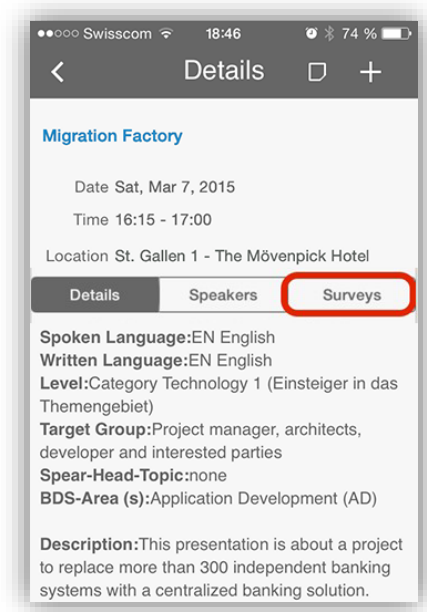 Swisscom 18:46 74 %
Details
Migration Factory
Date Sat, Mar 7, 2015
Time 16:15 - 17:00
Location St. Gallen 1 - The Mövenpick Hotel
Details Speakers Surveys
Spoken Language:EN English
Written Language:EN English
Level:Category Technology 1 (Einsteiger in das
Themengebiet)
Target Group:Project manager, architects,
developer and interested parties
Spear-Head-Topic:none
BDS-Area (s):Application Development (AD)
Description:This presentation is about a project
to replace more than 300 independent banking
systems with a centralized banking solution.